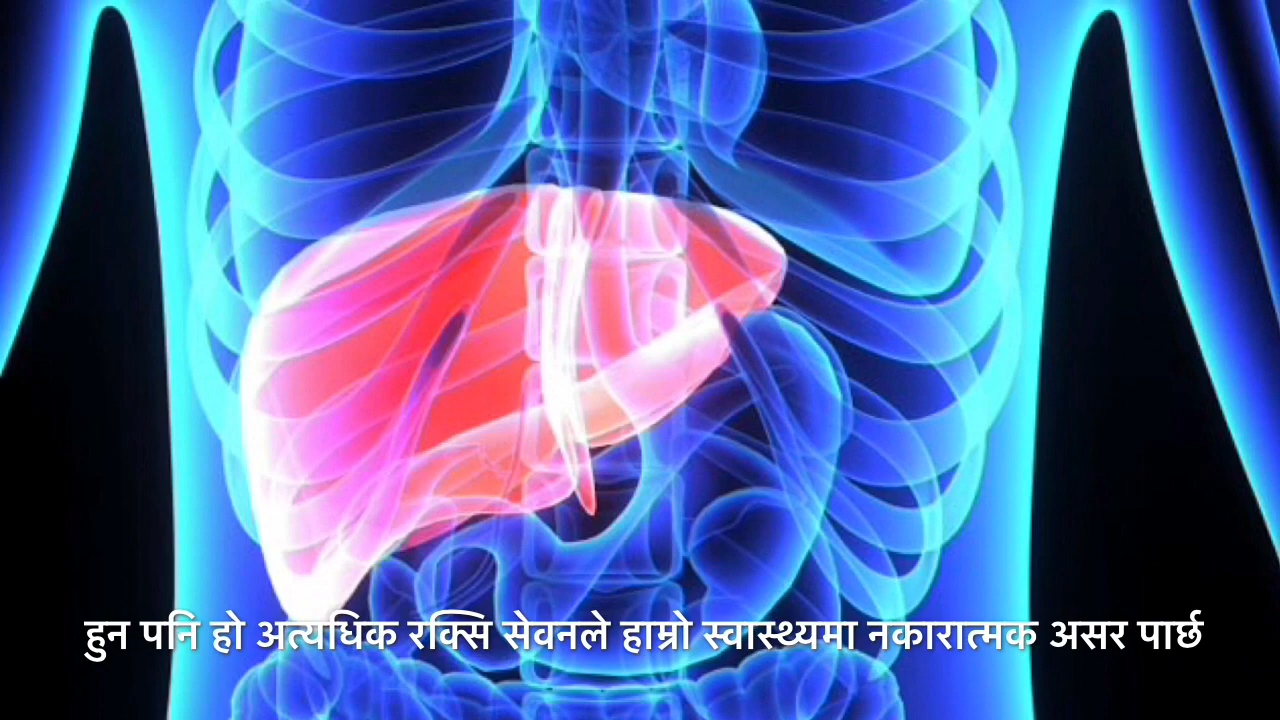 हुन पनि हो अत्यधिक रक्सि सेवनले हाम्रो स्वास्थ्यमा नकारात्मक असर पार्छ